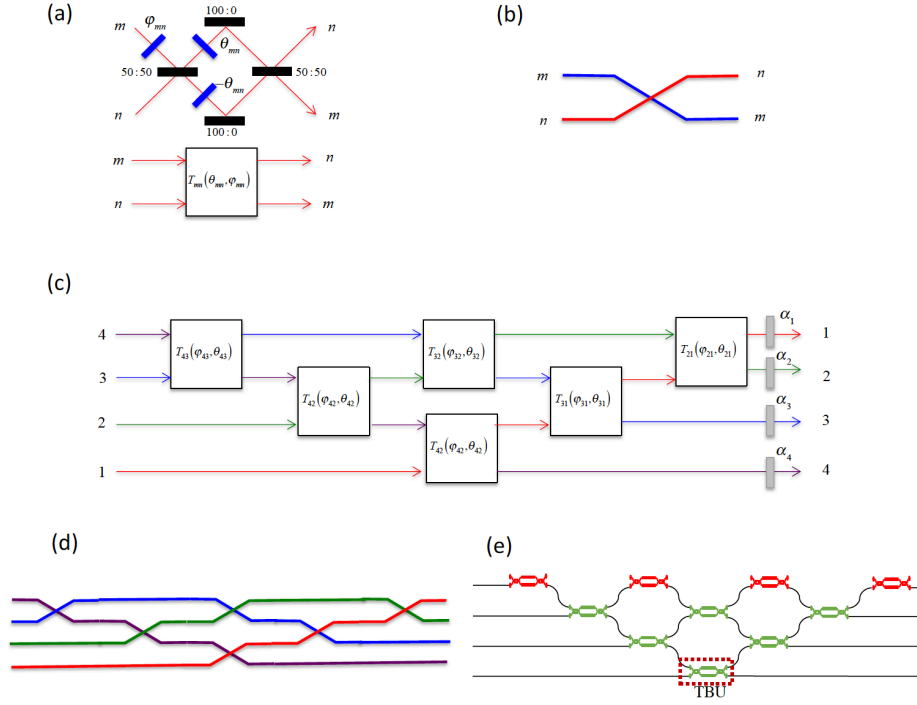 (a)
100:0
m φmn n
θmn
50:50 50:50
−θmn
n m
100:0
m n
Tmn(θmn,φmn)
n m
(b)
m n
n m
(c)
4 T43(φ43,θ43) T32(φ32,θ32) T21(φ21,θ21) α1 1
3 T42(φ42,θ42) T31(φ31,θ31) α2 2
2 T42(φ42,θ42) α3 3
1 α4 4
(d)
(e)
TBU